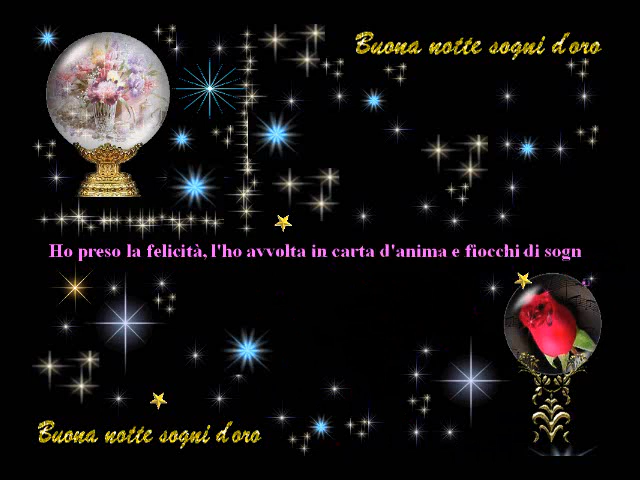 Buona notte sogni d'oro
Ho preso la felicità, l'ho avvolta in carta d'anima e fiocchi di sogn
Buona notte sogni d'oro